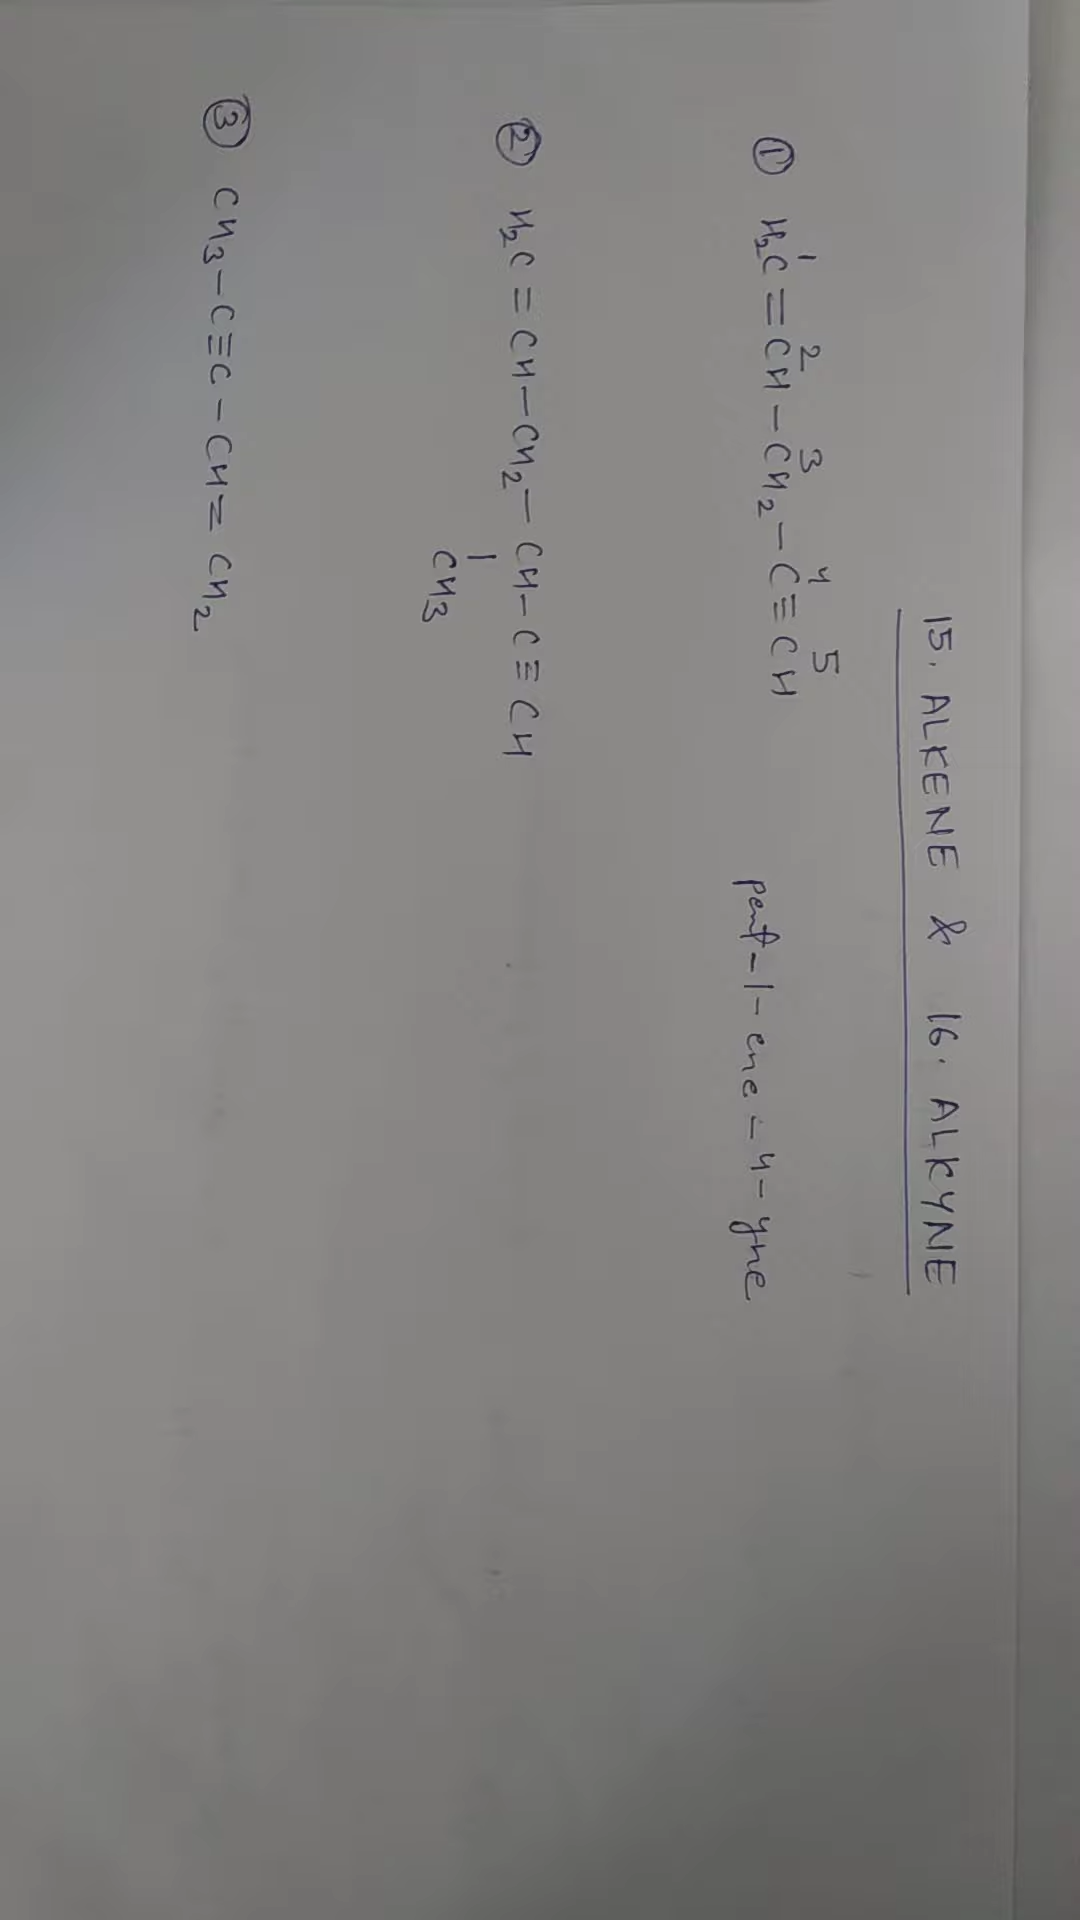 15. ALKENE & 16. ALKYNE
1 2 3 4 5
① H₂C=CH-CH₂-C≡CH pent-1-ene-4-yne
② H₂C=CH-CH₂-CH-C≡CH
|
CH₃
③ CH₃-C≡C-CH=CH₂